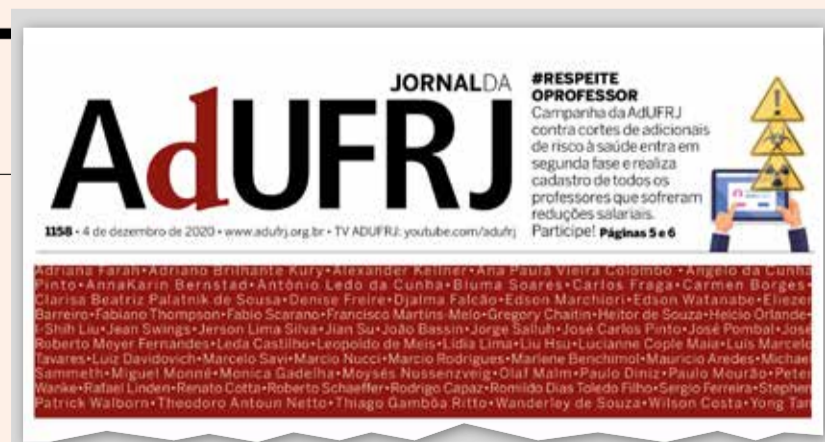 JORNALDA
AdUFRJ
1158 • 4 de dezembro de 2020 • www.adufrj.org.br • TV ADUFRJ: youtube.com/adufrj
#RESPEITE
OPROFESSOR
Campanha da AdUFRJ
contra cortes de adicionais
de risco à saúde entra em
segunda fase e realiza
cadastro de todos os
professores que sofreram
reduções salariais.
Participe! Páginas 5 e 6
Adriana Farah•Adriano Brilhante Kury•Alexander Kellner•Ana Paula Vieira Colombo•Angelo da Cunha
Pinto•AnnaKarin Bernstad•Antônio Ledo da Cunha•Bluma Soares•Carlos Fraga•Carmen Borges•
Clarisa Beatriz Palatnik de Sousa•Denise Freire•Djalma Falcão•Edson Marchiori•Edson Watanabe•Eliezer
Barreiro•Fabiano Thompson•Fabio Scarano•Francisco Martins Melo•Gregory Chaitin•Heitor de Souza•Helcio Orlande•
I-Shih Liu•Jean Swings•Jerson Lima Silva•Jian Su•João Bassin•Jorge Salluh•José Carlos Pinto•José Pombal•José
Roberto Meyer Fernandes•Leda Castilho•Leopoldo de Meis•Lídia Lima•Liu Hsu•Lucianne Cople Maia•Luís Marcelo
Tavares•Luiz Davidovich•Marcelo Savi•Marcio Nucci•Marcio Rodrigues•Marlene Benchimol•Mauricio Aredes•Michael
Sammeth•Miguel Monné•Monica Gadelha•Moysés Nussenzveig•Olaf Malm•Paulo Diniz•Paulo Mourão•Peter
Wanke•Rafael Linden•Renato Cotta•Roberto Schaeffer•Rodrigo Capaz•Romildo Dias Toledo Filho•Sergio Ferreira•Stephen
Patrick Walborn•Theodoro Antoun Netto•Thiago Gamboa Ritto•Wanderley de Souza•Wilson Costa•Yong Tan